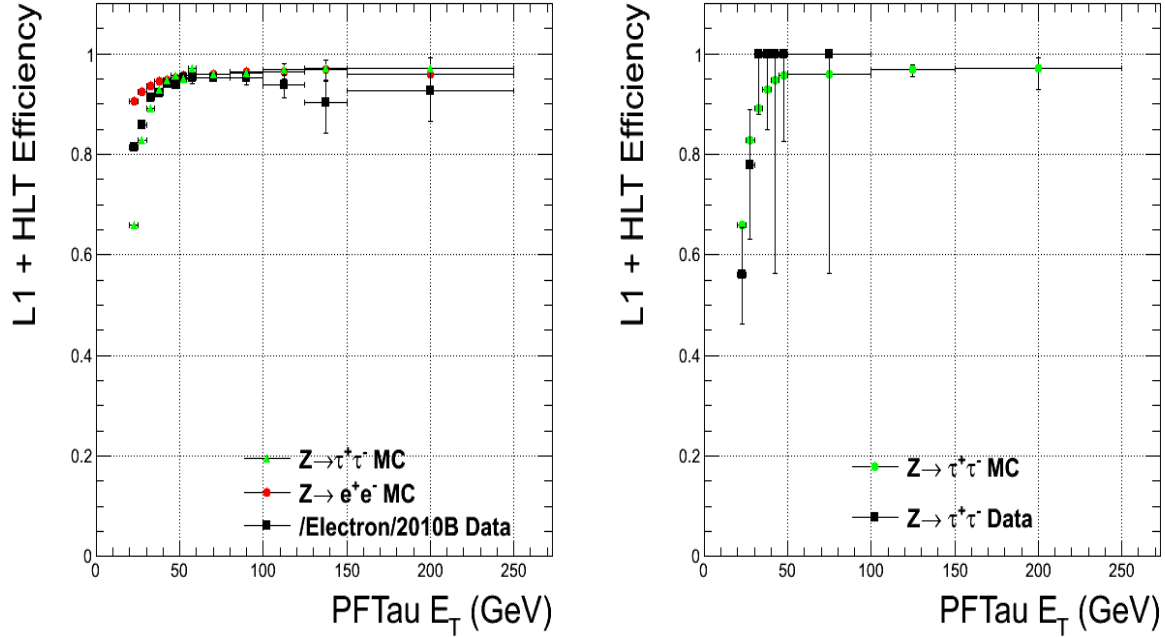 L1 + HLT Efficiency
1
0.8
0.6
0.4
0.2
0
Z→τ⁺τ⁻ MC
Z→ e⁺e⁻ MC
/Electron/2010B Data
0 50 100 150 200 250
PFTau E_T (GeV)
L1 + HLT Efficiency
1
0.8
0.6
0.4
0.2
0
Z→ τ⁺τ⁻ MC
Z→ τ⁺τ⁻ Data
0 50 100 150 200 250
PFTau E_T (GeV)